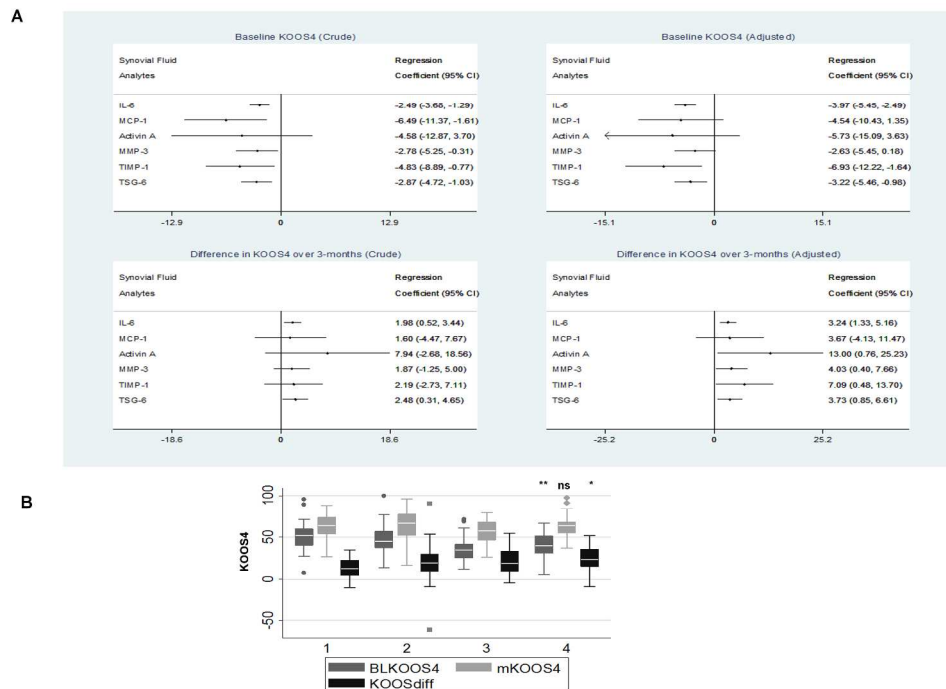 A
Baseline KOOS4 (Crude)
Synovial Fluid Regression
Analytes Coefficient (95% CI)
IL-6 -2.49 (-3.68, -1.29)
MCP-1 -6.49 (-11.37, -1.61)
Activin A -4.58 (-12.87, 3.70)
MMP-3 -2.78 (-5.25, -0.31)
TIMP-1 -4.83 (-8.89, -0.77)
TSG-6 -2.87 (-4.72, -1.03)
-12.9 0 12.9
Baseline KOOS4 (Adjusted)
Synovial Fluid Regression
Analytes Coefficient (95% CI)
IL-6 -3.97 (-5.45, -2.49)
MCP-1 -4.54 (-10.43, 1.35)
Activin A -5.73 (-15.09, 3.63)
MMP-3 -2.63 (-5.45, 0.18)
TIMP-1 -6.93 (-12.22, -1.64)
TSG-6 -3.22 (-5.46, -0.98)
-15.1 0 15.1
Difference in KOOS4 over 3-months (Crude)
Synovial Fluid Regression
Analytes Coefficient (95% CI)
IL-6 1.98 (0.52, 3.44)
MCP-1 1.60 (-4.47, 7.67)
Activin A 7.94 (-2.68, 18.56)
MMP-3 1.87 (-1.25, 5.00)
TIMP-1 2.19 (-2.73, 7.11)
TSG-6 2.48 (0.31, 4.65)
-18.6 0 18.6
Difference in KOOS4 over 3-months (Adjusted)
Synovial Fluid Regression
Analytes Coefficient (95% CI)
IL-6 3.24 (1.33, 5.16)
MCP-1 3.67 (-4.13, 11.47)
Activin A 13.00 (0.76, 25.23)
MMP-3 4.03 (0.40, 7.66)
TIMP-1 7.09 (0.48, 13.70)
TSG-6 3.73 (0.85, 6.61)
-25.2 0 25.2
B
** ns *
KOOS4
100
50
0
-50
1 2 3 4
BLKOOS4 mKOOS4
KOOSdiff